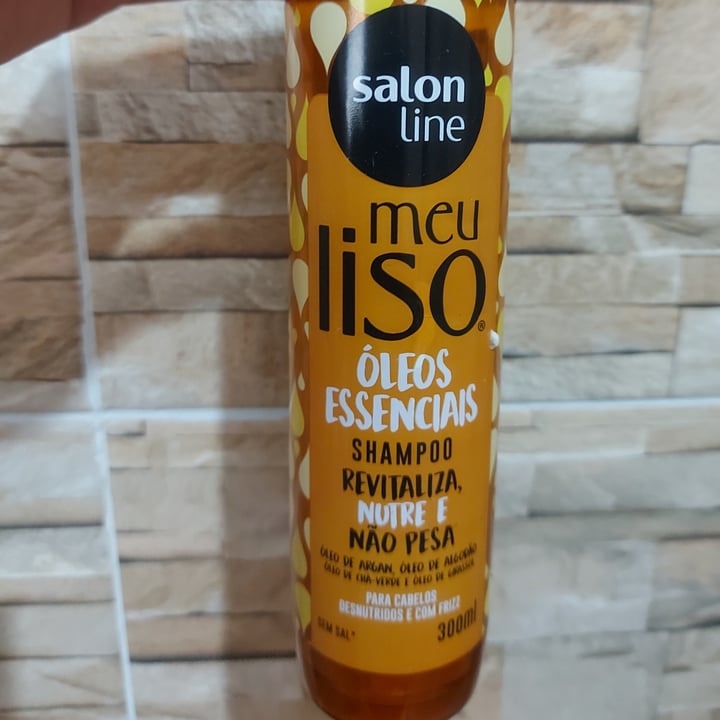 salon
line
meu
liso®
ÓLEOS
ESSENCIAIS
SHAMPOO
REVITALIZA,
NUTRE E
NÃO PESA
ÓLEO DE ARGAN, ÓLEO DE ALGODÃO
ÓLEO DE CHÁ-VERDE E ÓLEO DE GIRASSOL
PARA CABELOS
DESNUTRIDOS E COM FRIZZ
SEM SAL*
300ml